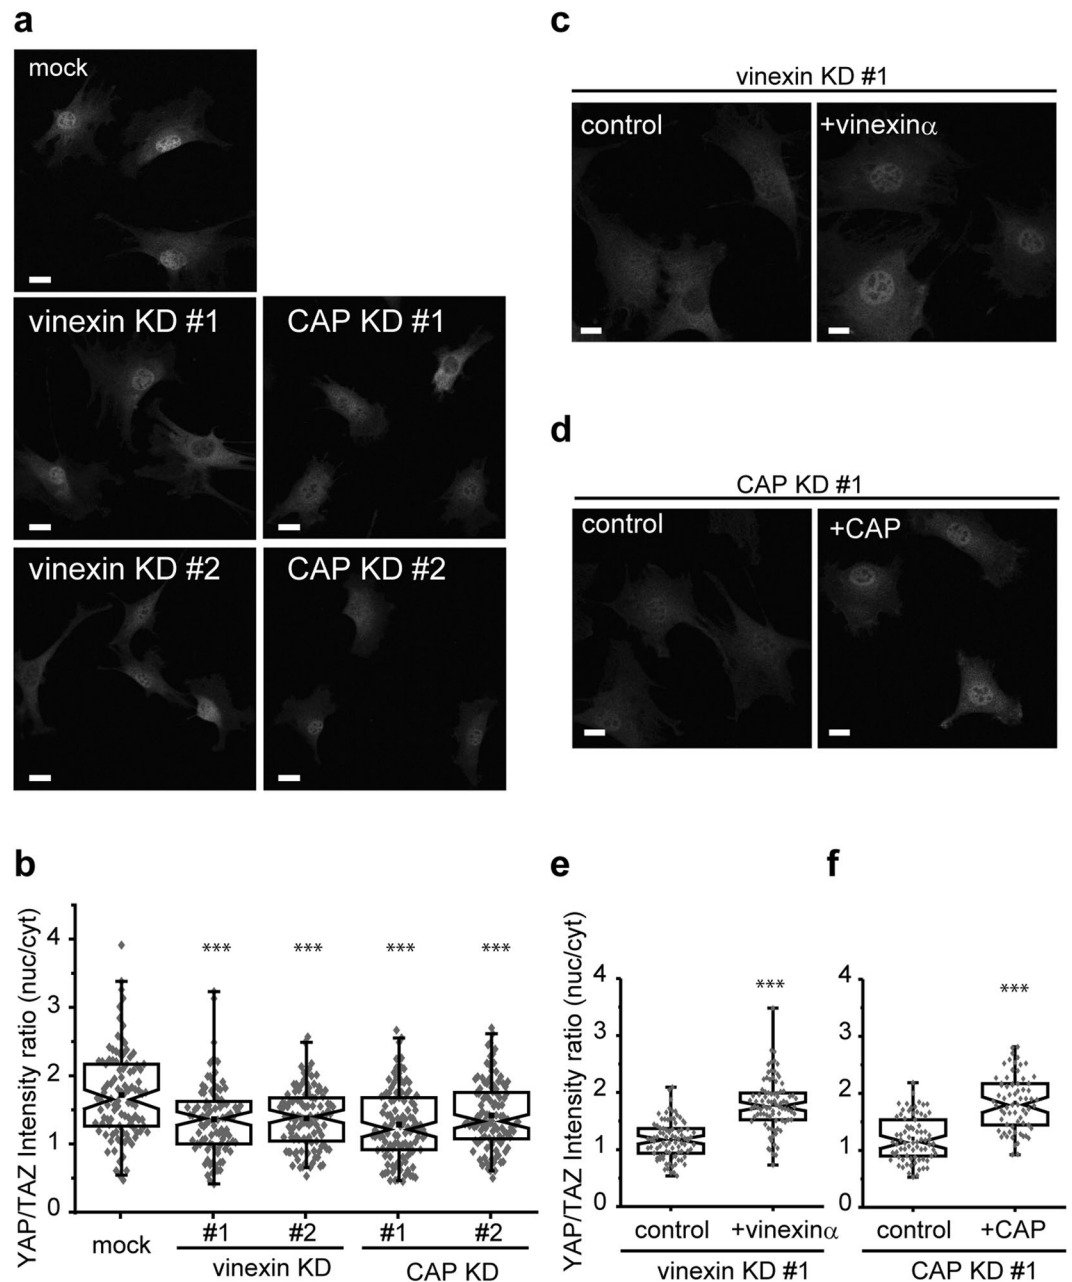 a
mock
vinexin KD #1
CAP KD #1
vinexin KD #2
CAP KD #2
c
vinexin KD #1
control
+vinexinα
d
CAP KD #1
control
+CAP
b
YAP/TAZ Intensity ratio (nuc/cyt)
4
3
2
1
0
***
***
***
***
mock
#1
#2
#1
#2
vinexin KD
CAP KD
e
YAP/TAZ Intensity ratio (nuc/cyt)
4
3
2
1
0
***
control
+vinexinα
vinexin KD #1
f
4
3
2
1
0
***
control
+CAP
CAP KD #1